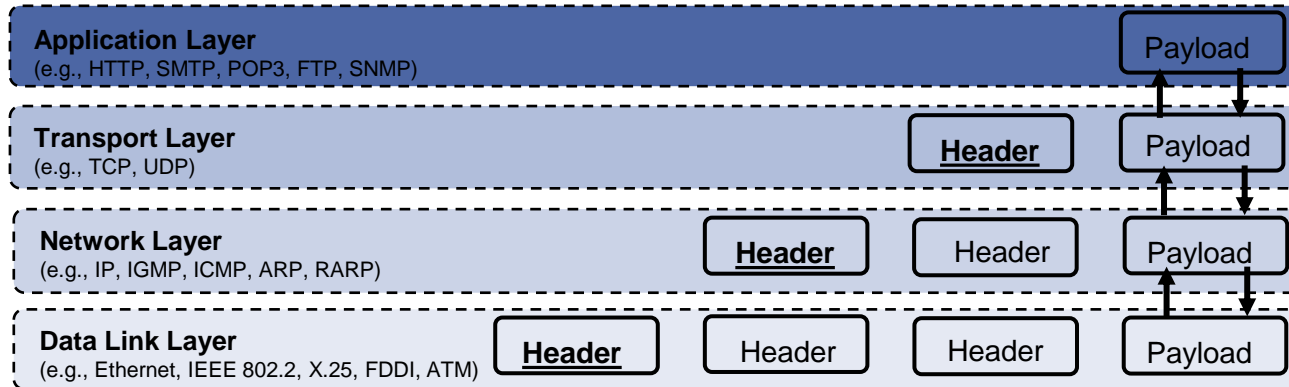 Application Layer
(e.g., HTTP, SMTP, POP3, FTP, SNMP)
Payload
Transport Layer
(e.g., TCP, UDP)
Header
Payload
Network Layer
(e.g., IP, IGMP, ICMP, ARP, RARP)
Header
Header
Payload
Data Link Layer
(e.g., Ethernet, IEEE 802.2, X.25, FDDI, ATM)
Header
Header
Header
Payload